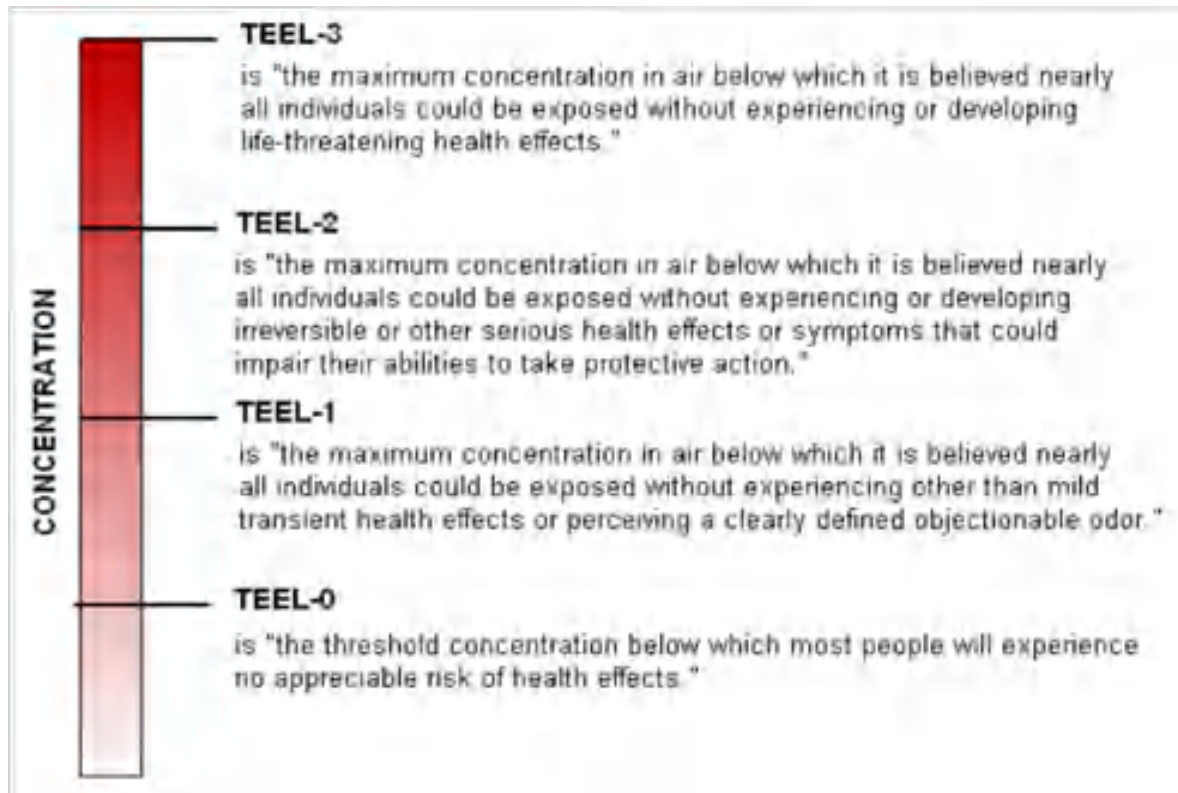 TEEL-3
is "the maximum concentration in air below which it is believed nearly
all individuals could be exposed without experiencing or developing
life-threatening health effects."
TEEL-2
is "the maximum concentration in air below which it is believed nearly
all individuals could be exposed without experiencing or developing
irreversible or other serious health effects or symptoms that could
impair their abilities to take protective action."
CONCENTRATION
TEEL-1
is "the maximum concentration in air below which it is believed nearly
all individuals could be exposed without experiencing other than mild
transient health effects or perceiving a clearly defined objectionable odor."
TEEL-0
is "the threshold concentration below which most people will experience
no appreciable risk of health effects."